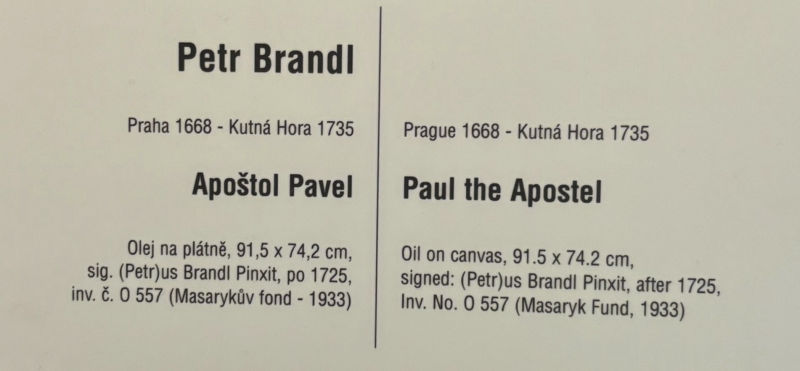 Petr Brandl
Praha 1668 - Kutná Hora 1735
Apoštol Pavel
Olej na plátně, 91,5 x 74,2 cm,
sig. (Petr)us Brandl Pinxit, po 1725,
inv. č. O 557 (Masarykův fond - 1933)
Prague 1668 - Kutná Hora 1735
Paul the Apostel
Oil on canvas, 91.5 x 74.2 cm,
signed: (Petr)us Brandl Pinxit, after 1725,
Inv. No. O 557 (Masaryk Fund, 1933)